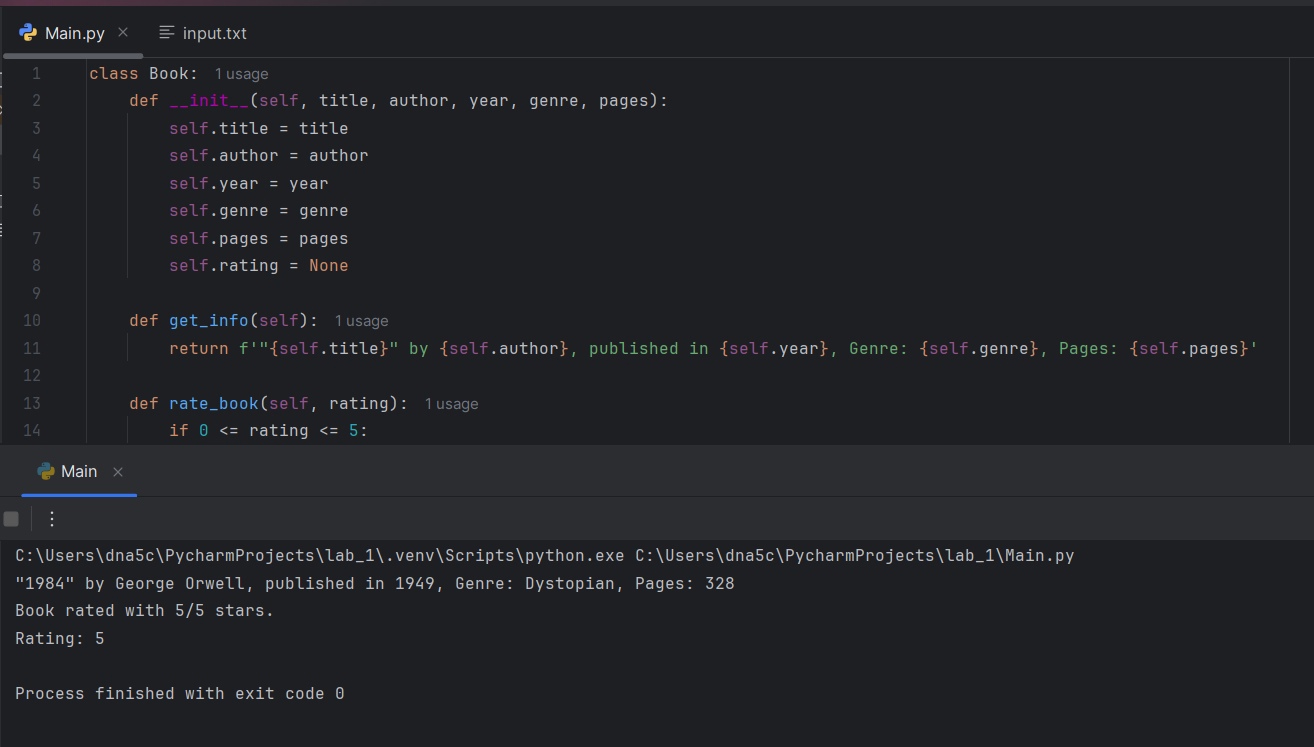 Main.py input.txt
1 class Book: 1 usage
2 def __init__(self, title, author, year, genre, pages):
3 self.title = title
4 self.author = author
5 self.year = year
6 self.genre = genre
7 self.pages = pages
8 self.rating = None
9
10 def get_info(self): 1 usage
11 return f'"{self.title}" by {self.author}, published in {self.year}, Genre: {self.genre}, Pages: {self.pages}'
12
13 def rate_book(self, rating): 1 usage
14 if 0 <= rating <= 5:
Main
C:\Users\dna5c\PycharmProjects\lab_1\.venv\Scripts\python.exe C:\Users\dna5c\PycharmProjects\lab_1\Main.py
"1984" by George Orwell, published in 1949, Genre: Dystopian, Pages: 328
Book rated with 5/5 stars.
Rating: 5
Process finished with exit code 0